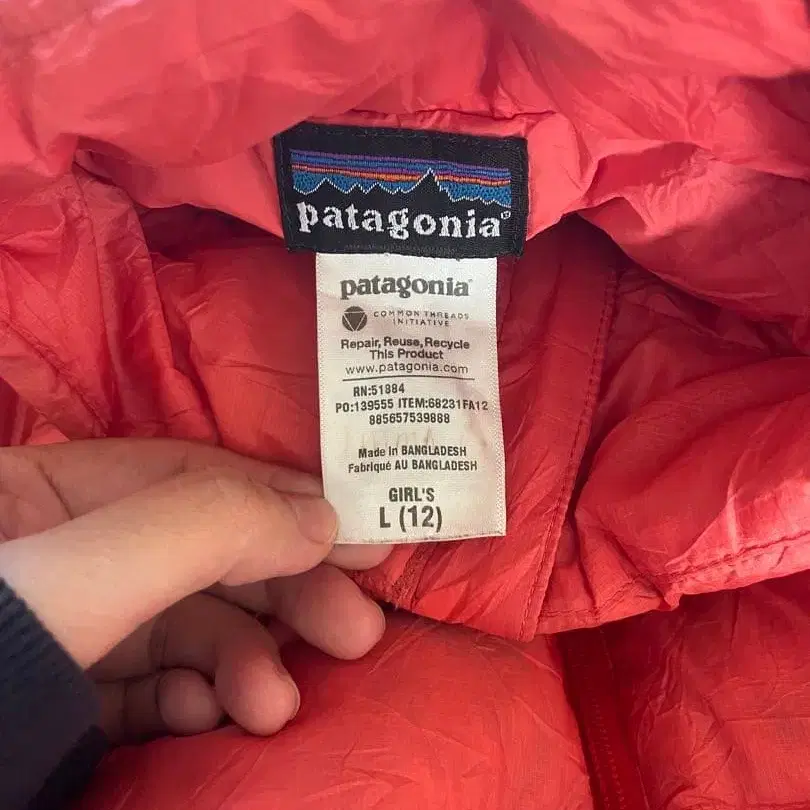 patagonia®
patagonia®
COMMON THREADS
INITIATIVE
Repair, Reuse, Recycle
This Product
www.patagonia.com
RN:51884
PO:139555 ITEM:68231FA12
885657539888
Made in BANGLADESH
Fabriqué AU BANGLADESH
GIRL'S
L (12)